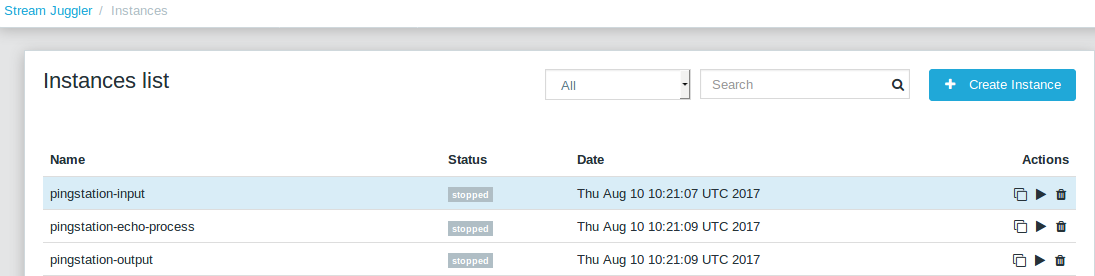 Stream Juggler / Instances
Instances list All Search Create Instance
Name Status Date Actions
pingstation-input stopped Thu Aug 10 10:21:07 UTC 2017
pingstation-echo-process stopped Thu Aug 10 10:21:09 UTC 2017
pingstation-output stopped Thu Aug 10 10:21:09 UTC 2017